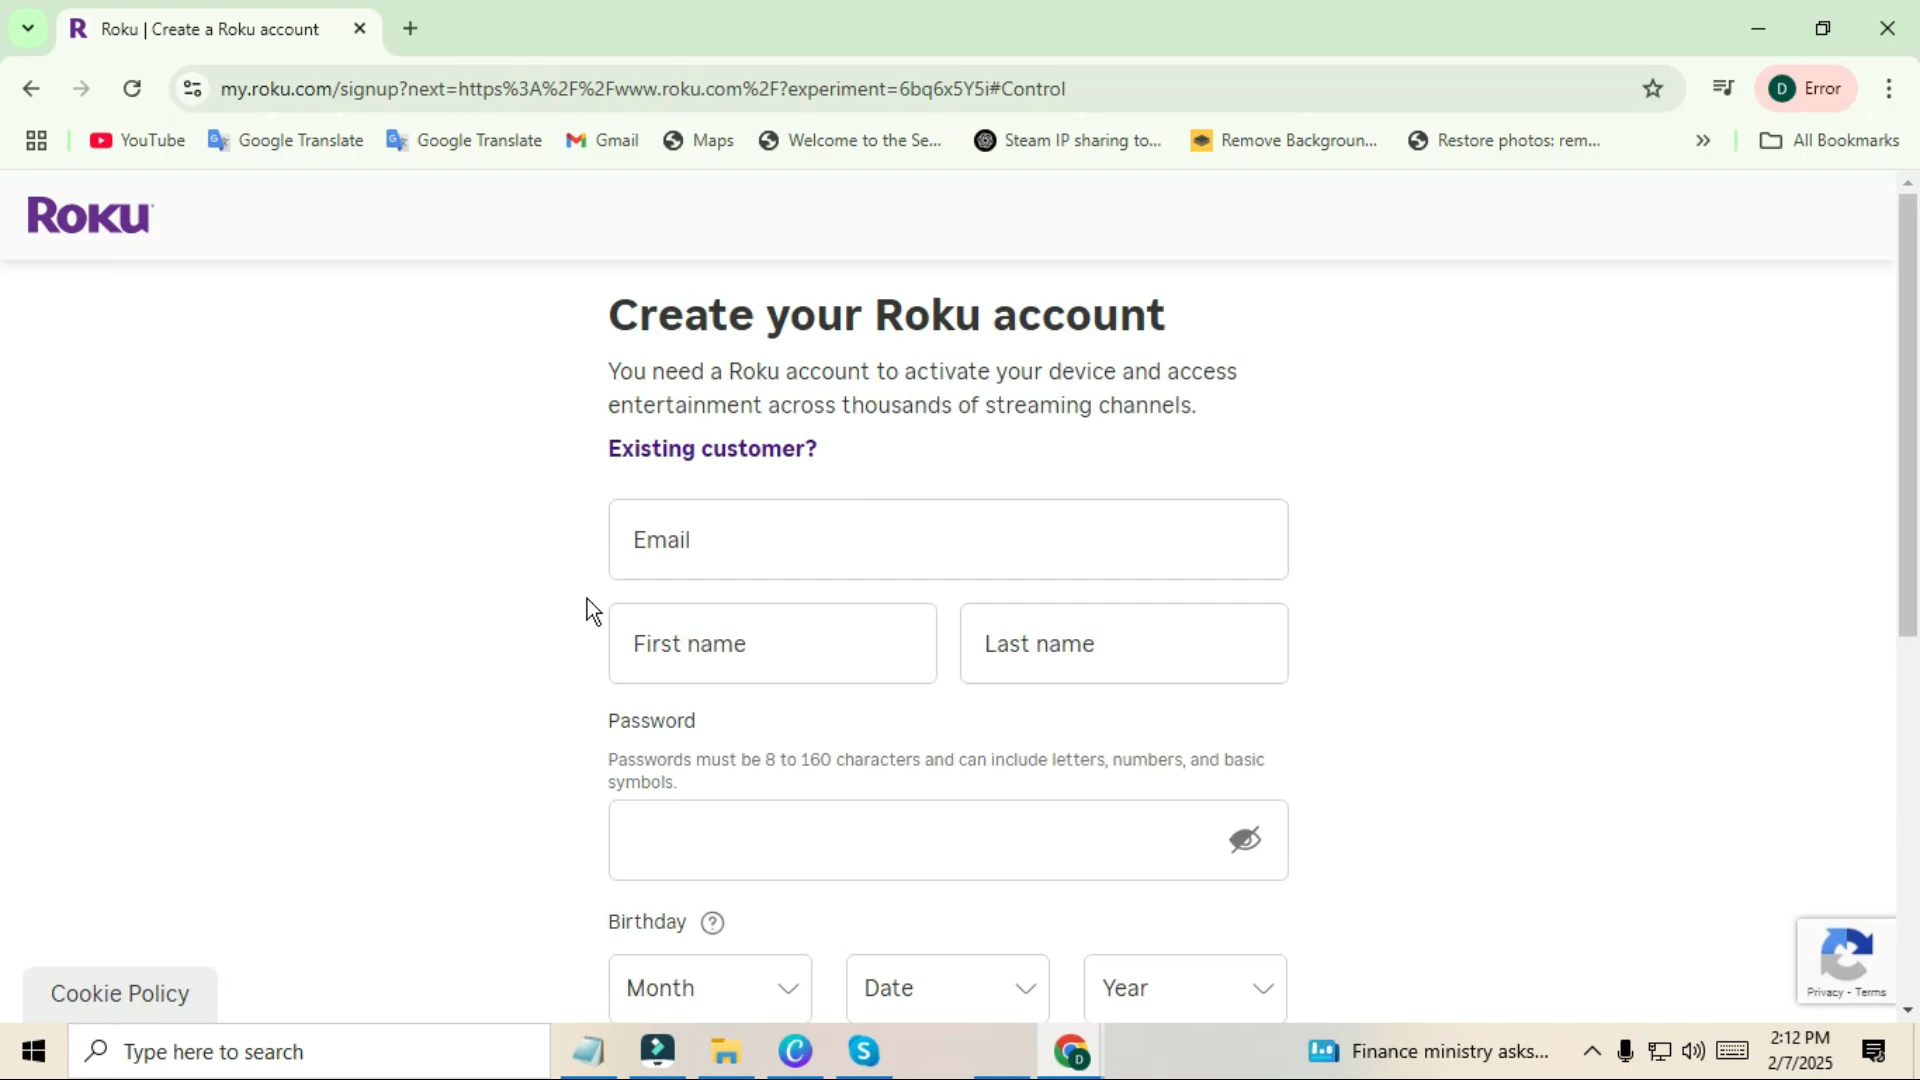 Roku | Create a Roku account
my.roku.com/signup?next=https%3A%2F%2Fwww.roku.com%2F?experiment=6bq6x5Y5i#Control
D Error
YouTube Google Translate Google Translate Gmail Maps Welcome to the Se... Steam IP sharing to... Remove Backgroun... Restore photos: rem... » All Bookmarks
Roku
Create your Roku account
You need a Roku account to activate your device and access
entertainment across thousands of streaming channels.
Existing customer?
Email
First name Last name
Password
Passwords must be 8 to 160 characters and can include letters, numbers, and basic
symbols.
Birthday ?
Month Date Year
Privacy - Terms
Cookie Policy
Type here to search
Finance ministry asks...
2:12 PM
2/7/2025